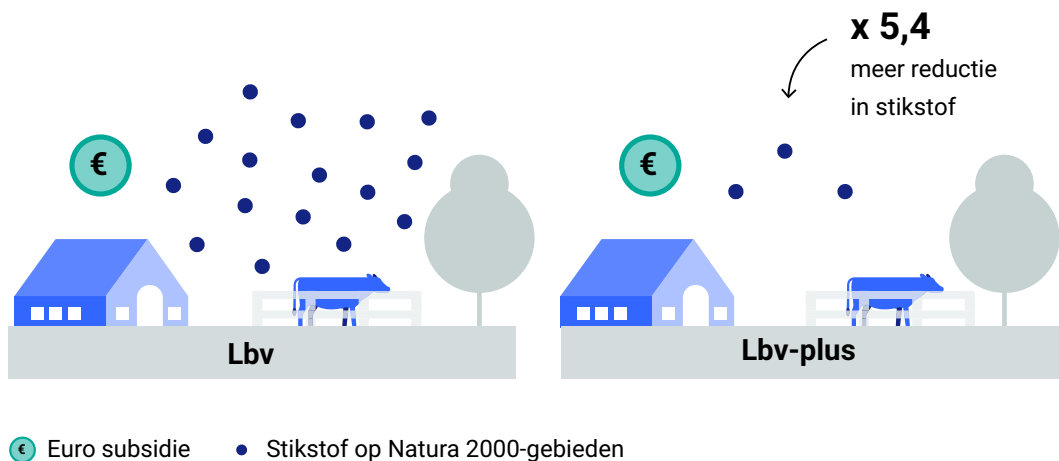 x 5,4
meer reductie
in stikstof
€
€
Lbv
Lbv-plus
€ Euro subsidie
Stikstof op Natura 2000-gebieden